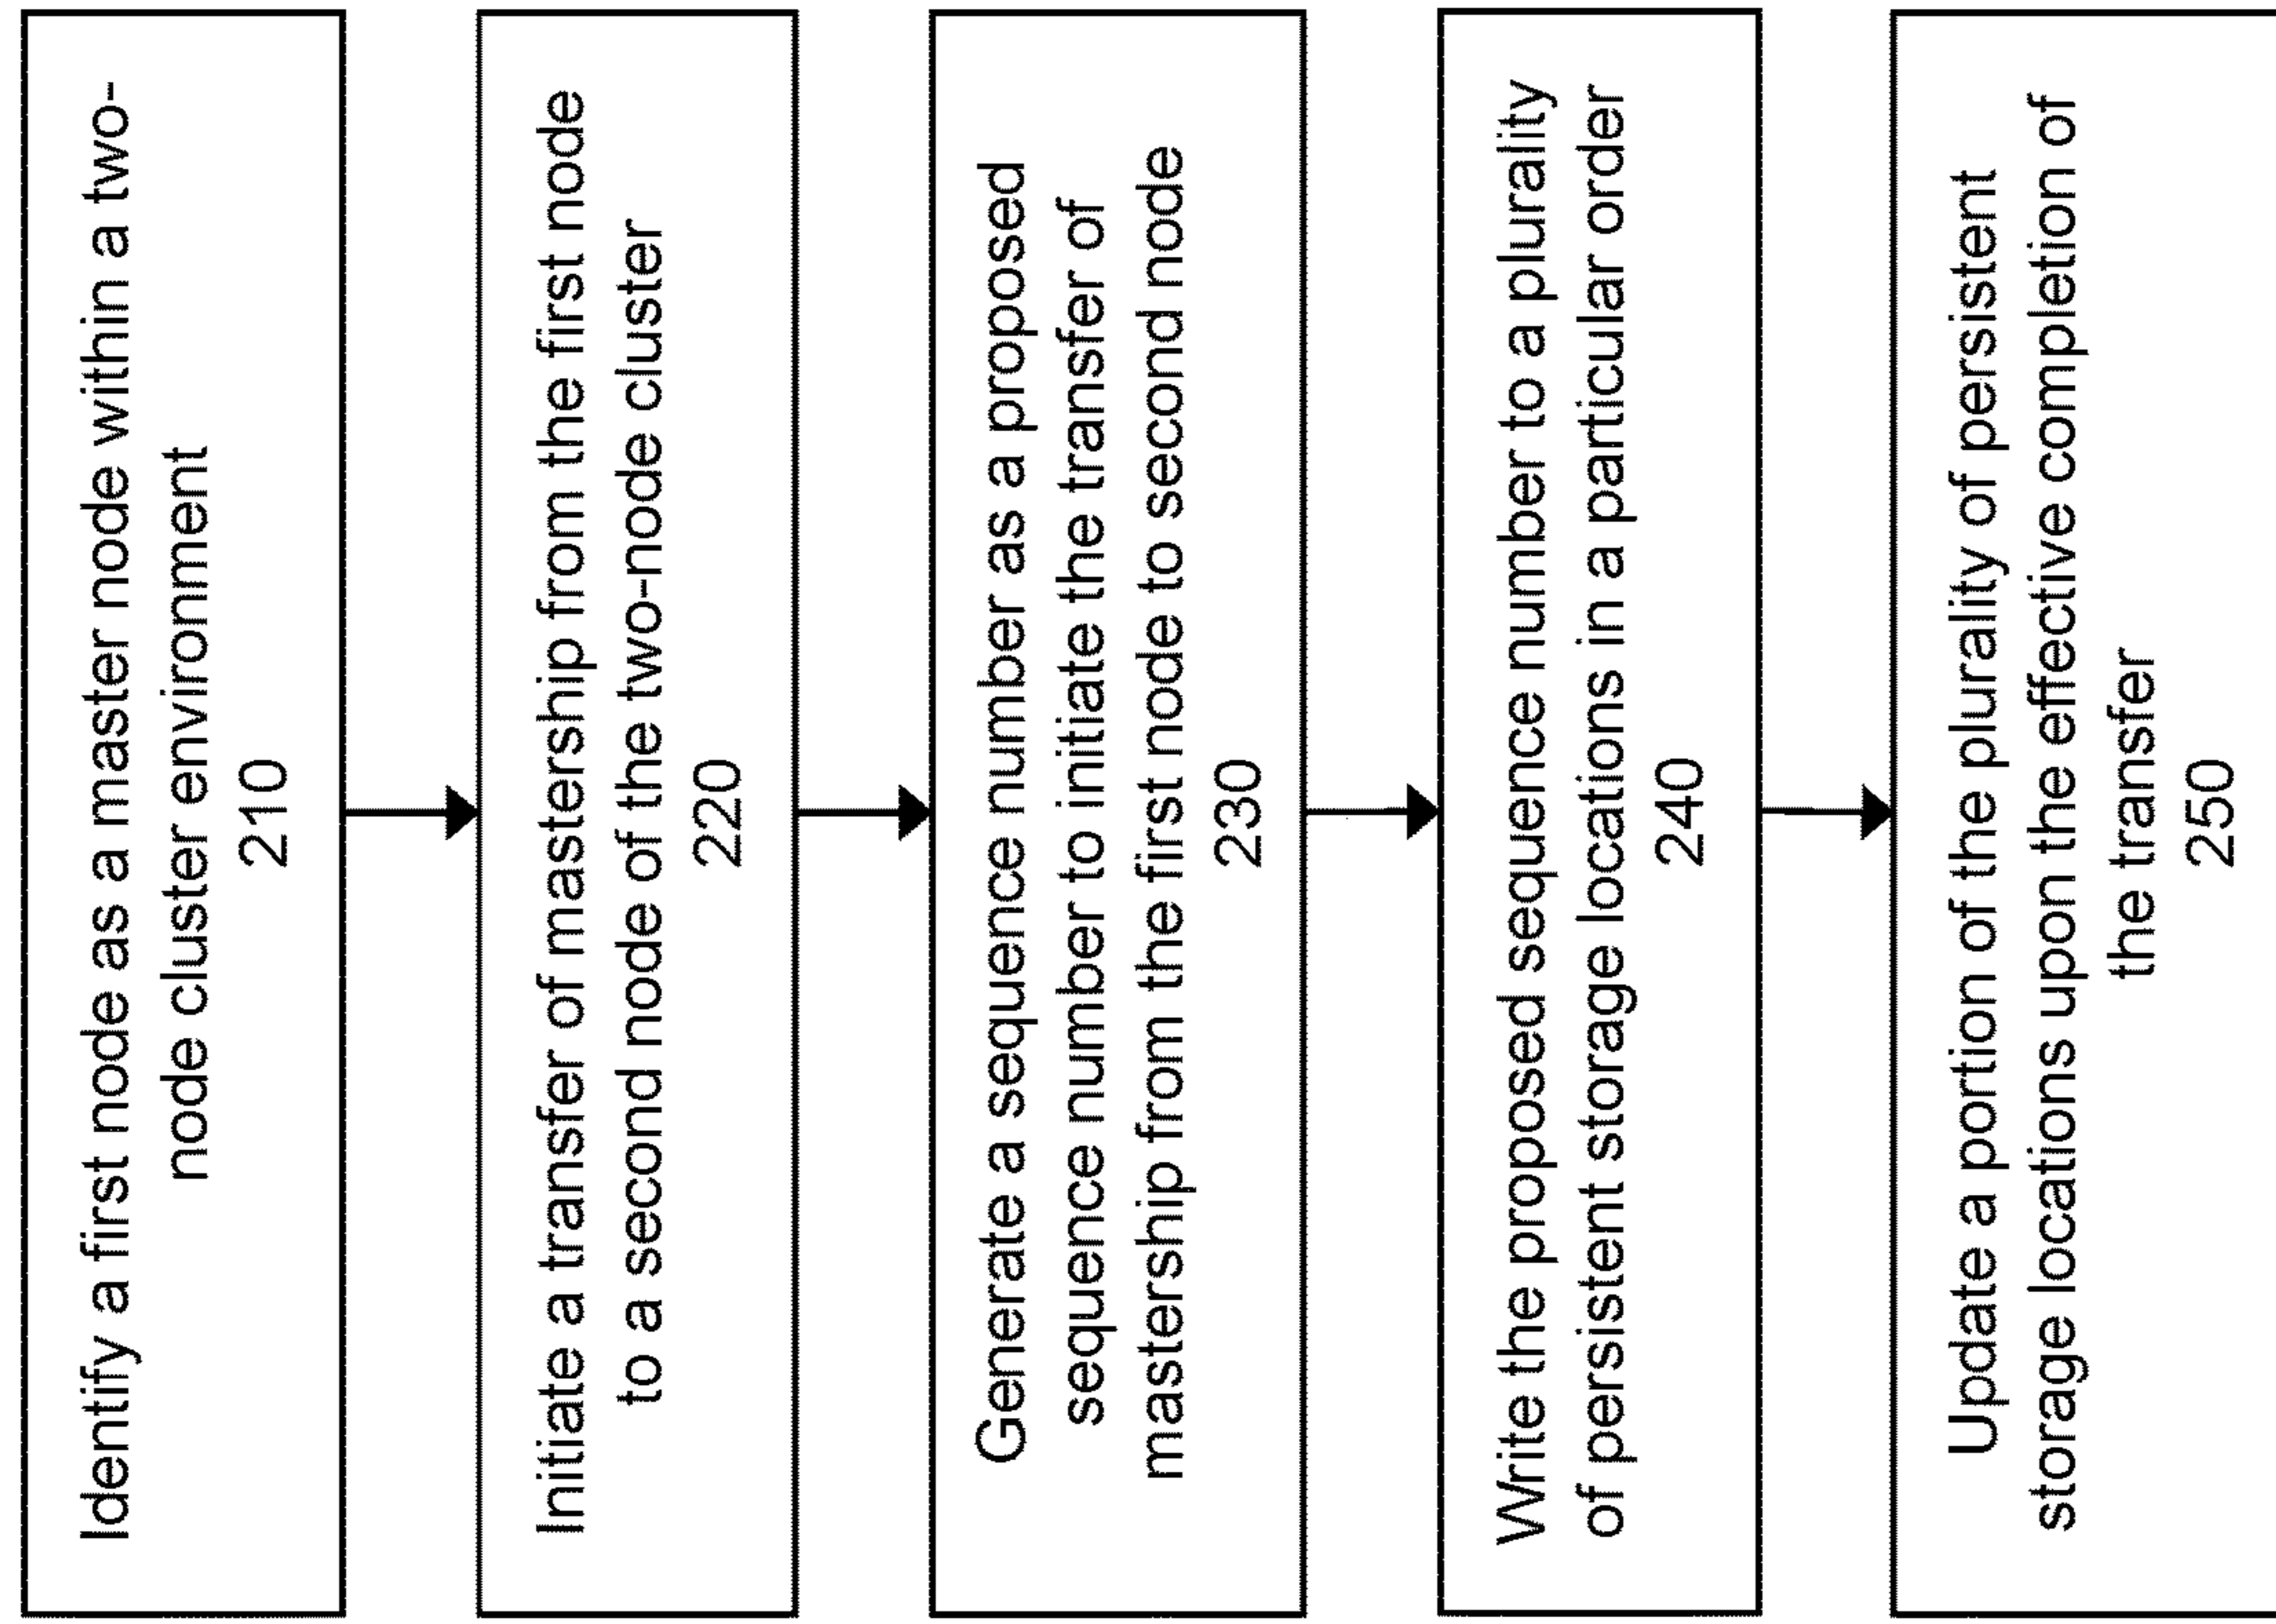 Identify a first node as a master node within a two-
node cluster environment
210
Initiate a transfer of mastership from the first node
to a second node of the two-node cluster
220
Generate a sequence number as a proposed
sequence number to initiate the transfer of
mastership from the first node to second node
230
Write the proposed sequence number to a plurality
of persistent storage locations in a particular order
240
Update a portion of the plurality of persistent
storage locations upon the effective completion of
the transfer
250